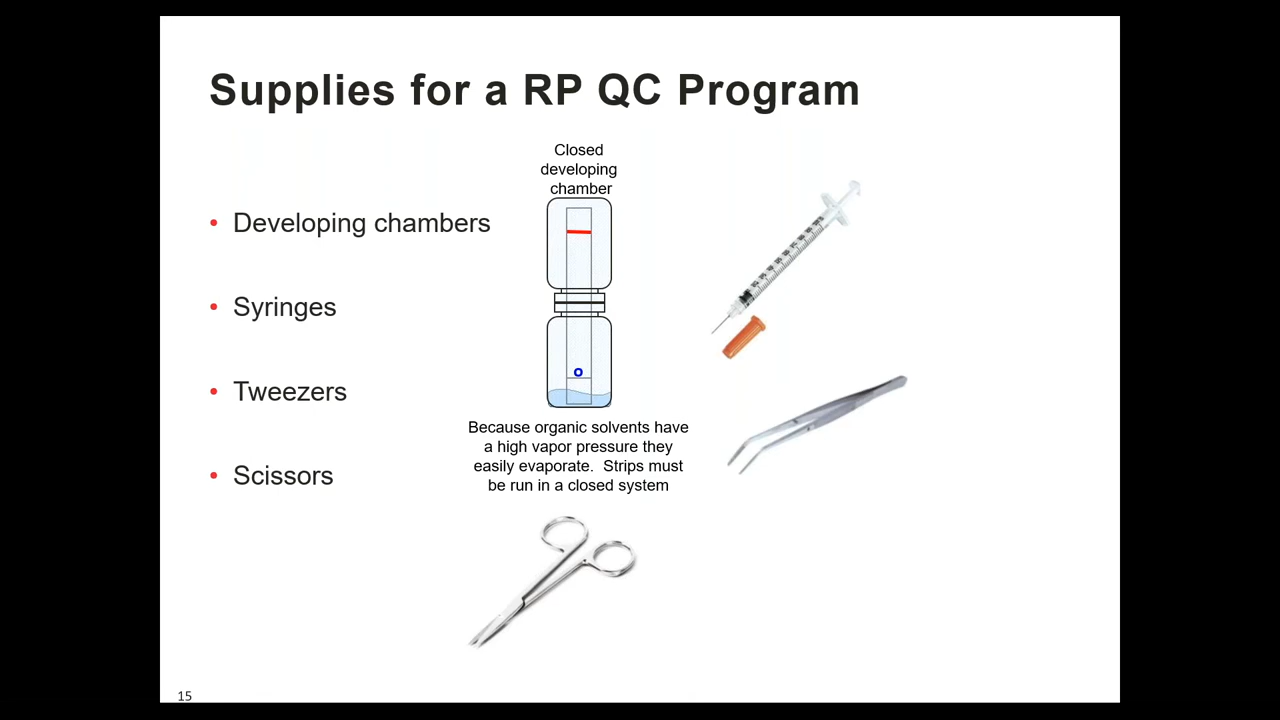 Supplies for a RP QC Program
Closed
developing
chamber
• Developing chambers
• Syringes
• Tweezers
• Scissors
o
Because organic solvents have
a high vapor pressure they
easily evaporate. Strips must
be run in a closed system
15